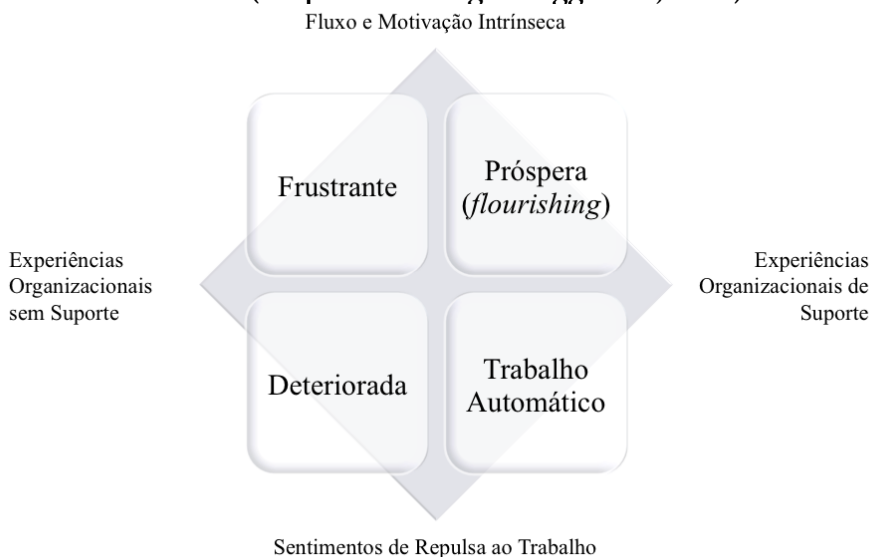 Fluxo e Motivação Intrínseca
Frustrante
Próspera
(flourishing)
Experiências
Organizacionais
sem Suporte
Experiências
Organizacionais de
Suporte
Deteriorada
Trabalho
Automático
Sentimentos de Repulsa ao Trabalho